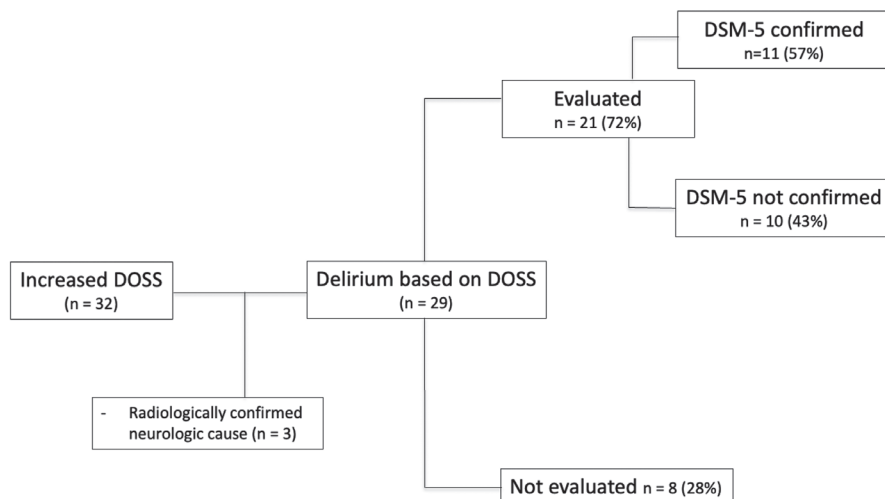 DSM-5 confirmed
n=11 (57%)
Evaluated
n = 21 (72%)
DSM-5 not confirmed
n = 10 (43%)
Increased DOSS
(n = 32)
Delirium based on DOSS
(n = 29)
- Radiologically confirmed
neurologic cause (n = 3)
Not evaluated n = 8 (28%)